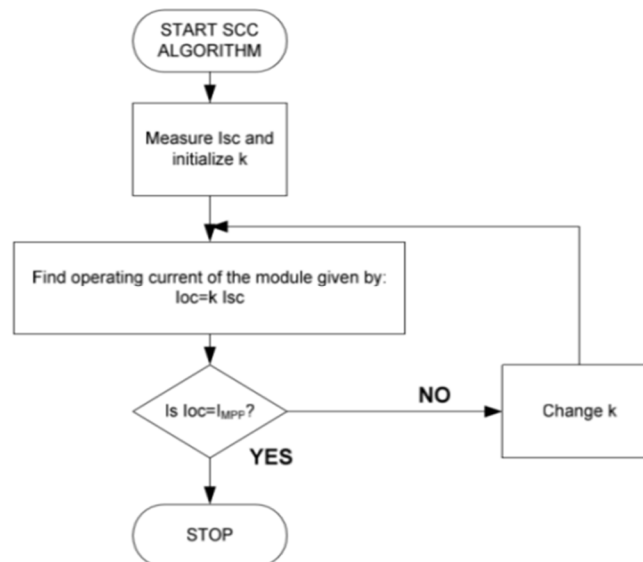 START SCC
ALGORITHM
Measure Isc and
initialize k
Find operating current of the module given by:
Ioc=k Isc
Is Ioc=IMPP?
NO
Change k
YES
STOP